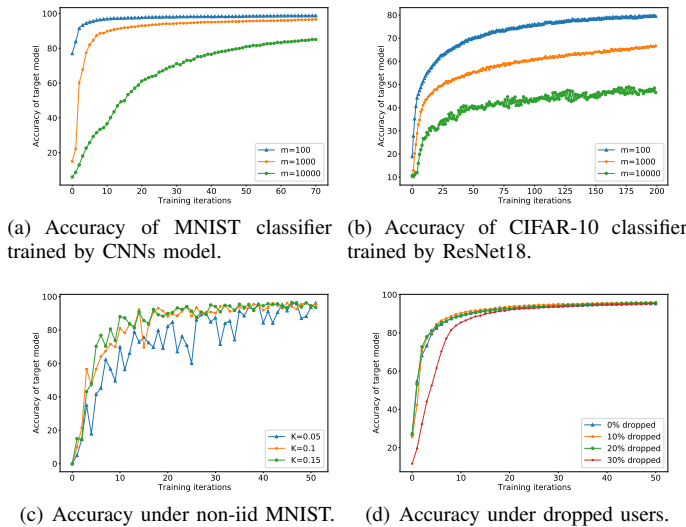 100
80
60
40
20
0
10
20
30
40
50
60
70
Accuracy of target model
Training iterations
m=100
m=1000
m=10000
80
70
60
50
40
30
20
10
0
25
50
75
100
125
150
175
200
Accuracy of target model
Training iterations
m=100
m=1000
m=10000
(a) Accuracy of MNIST classifier
trained by CNNs model.
(b) Accuracy of CIFAR-10 classifier
trained by ResNet18.
100
80
60
40
20
0
0
10
20
30
40
50
Accuracy of target model
Training iterations
K=0.05
K=0.1
K=0.15
100
80
60
40
20
0
10
20
30
40
50
Accuracy of target model
Training iterations
0% dropped
10% dropped
20% dropped
30% dropped
(c) Accuracy under non-iid MNIST.
(d) Accuracy under dropped users.